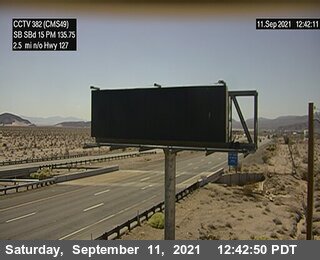 CCTV 382 (CMS49)
SB SBd 15 PM 135.75
2.5 mi n/o Hwy 127
11.Sep 2021 12:42:11
Saturday, September 11, 2021 12:42:50 PDT